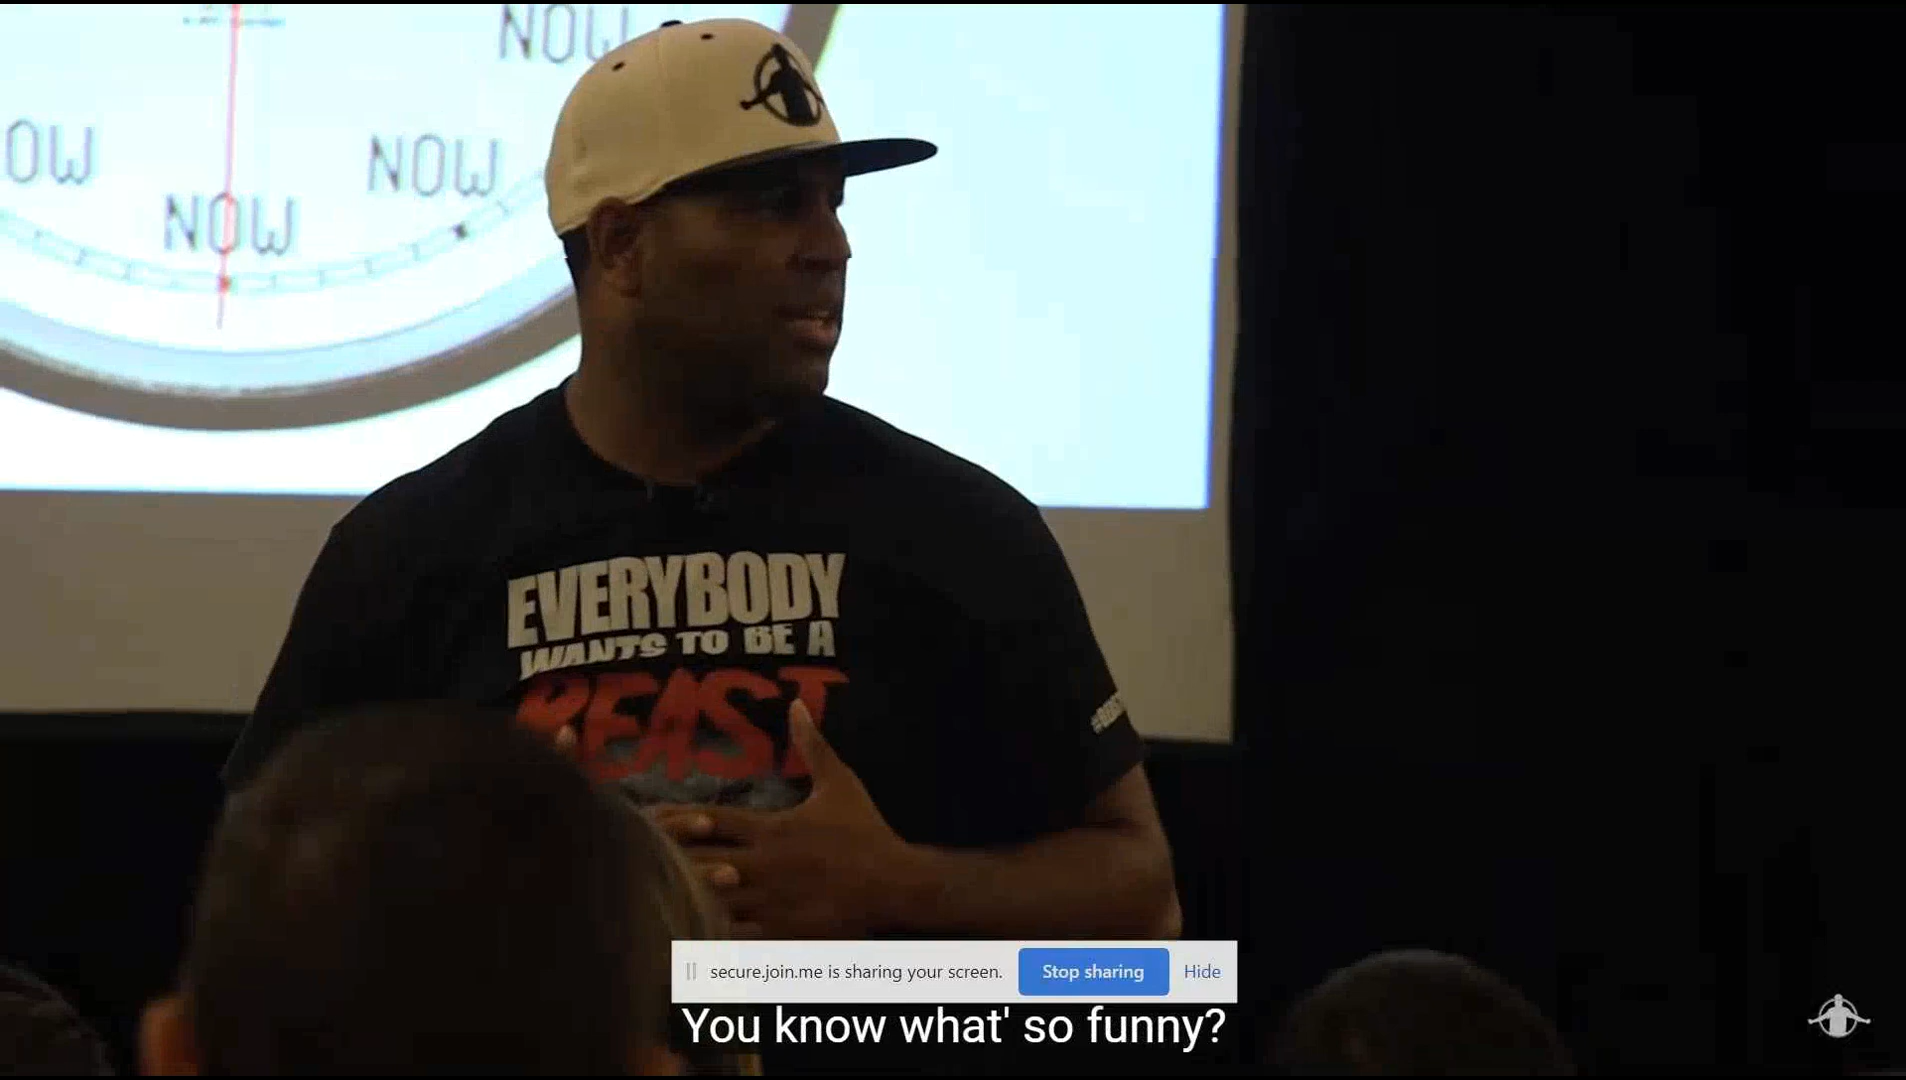 NOW
OW
NOW
NOW
EVERYBODY
WANTS TO BE A
BEAST
secure.join.me is sharing your screen.
Stop sharing
Hide
You know what' so funny?